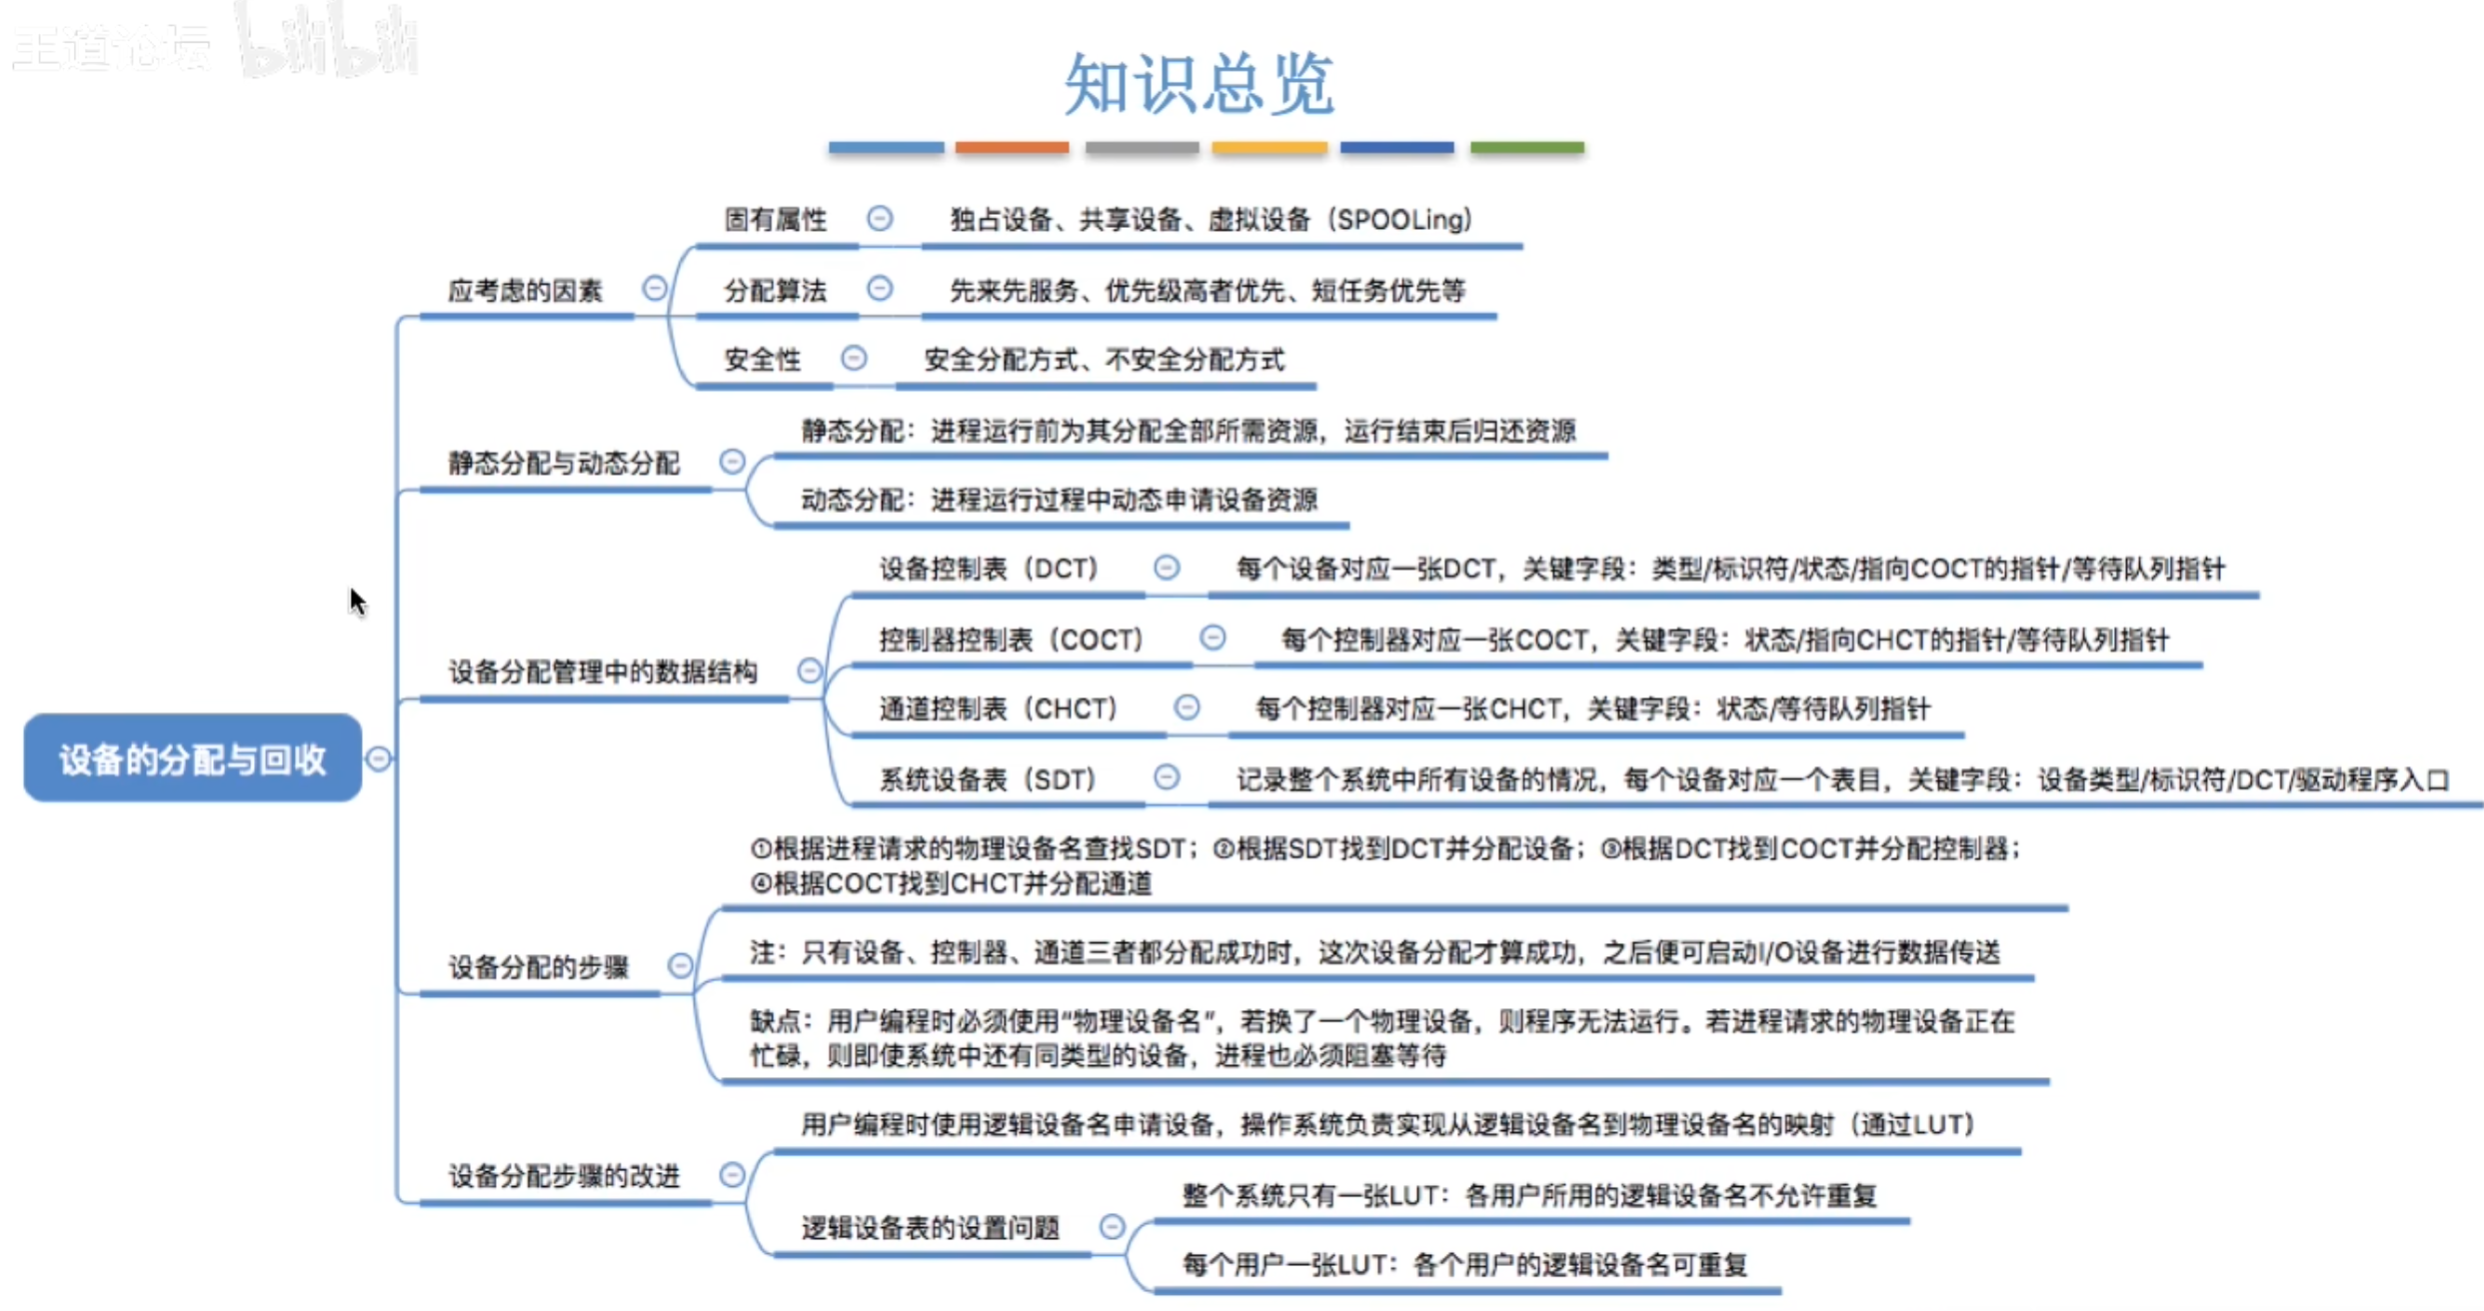 王道论坛 bilibili
知识总览
固有属性 独占设备、共享设备、虚拟设备（SPOOLing）
应考虑的因素
分配算法 先来先服务、优先级高者优先、短任务优先等
安全性 安全分配方式、不安全分配方式
静态分配：进程运行前为其分配全部所需资源，运行结束后归还资源
静态分配与动态分配
动态分配：进程运行过程中动态申请设备资源
设备控制表（DCT） 每个设备对应一张DCT，关键字段：类型/标识符/状态/指向COCT的指针/等待队列指针
控制器控制表（COCT） 每个控制器对应一张COCT，关键字段：状态/指向CHCT的指针/等待队列指针
设备分配管理中的数据结构
通道控制表（CHCT） 每个控制器对应一张CHCT，关键字段：状态/等待队列指针
设备的分配与回收
系统设备表（SDT） 记录整个系统中所有设备的情况，每个设备对应一个表目，关键字段：设备类型/标识符/DCT/驱动程序入口
①根据进程请求的物理设备名查找SDT；②根据SDT找到DCT并分配设备；③根据DCT找到COCT并分配控制器；
④根据COCT找到CHCT并分配通道
设备分配的步骤
注：只有设备、控制器、通道三者都分配成功时，这次设备分配才算成功，之后便可启动I/O设备进行数据传送
缺点：用户编程时必须使用“物理设备名”，若换了一个物理设备，则程序无法运行。若进程请求的物理设备正在
忙碌，则即使系统中还有同类型的设备，进程也必须阻塞等待
用户编程时使用逻辑设备名申请设备，操作系统负责实现从逻辑设备名到物理设备名的映射（通过LUT）
设备分配步骤的改进
整个系统只有一张LUT：各用户所用的逻辑设备名不允许重复
逻辑设备表的设置问题
每个用户一张LUT：各个用户的逻辑设备名可重复